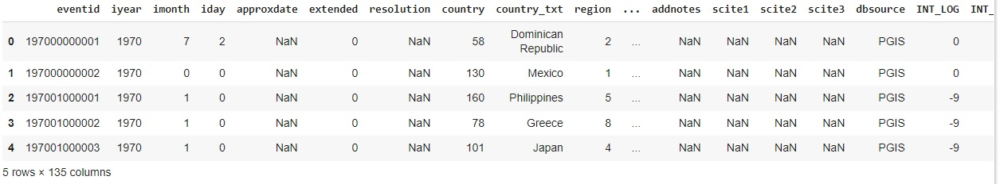 eventid iyear imonth iday approxdate extended resolution country country_txt region ... addnotes scite1 scite2 scite3 dbsource INT_LOG INT_
0 197000000001 1970 7 2 NaN 0 NaN 58 Dominican Republic 2 ... NaN NaN NaN NaN PGIS 0
1 197000000002 1970 0 0 NaN 0 NaN 130 Mexico 1 ... NaN NaN NaN NaN PGIS 0
2 197001000001 1970 1 0 NaN 0 NaN 160 Philippines 5 ... NaN NaN NaN NaN PGIS -9
3 197001000002 1970 1 0 NaN 0 NaN 78 Greece 8 ... NaN NaN NaN NaN PGIS -9
4 197001000003 1970 1 0 NaN 0 NaN 101 Japan 4 ... NaN NaN NaN NaN PGIS -9
5 rows × 135 columns